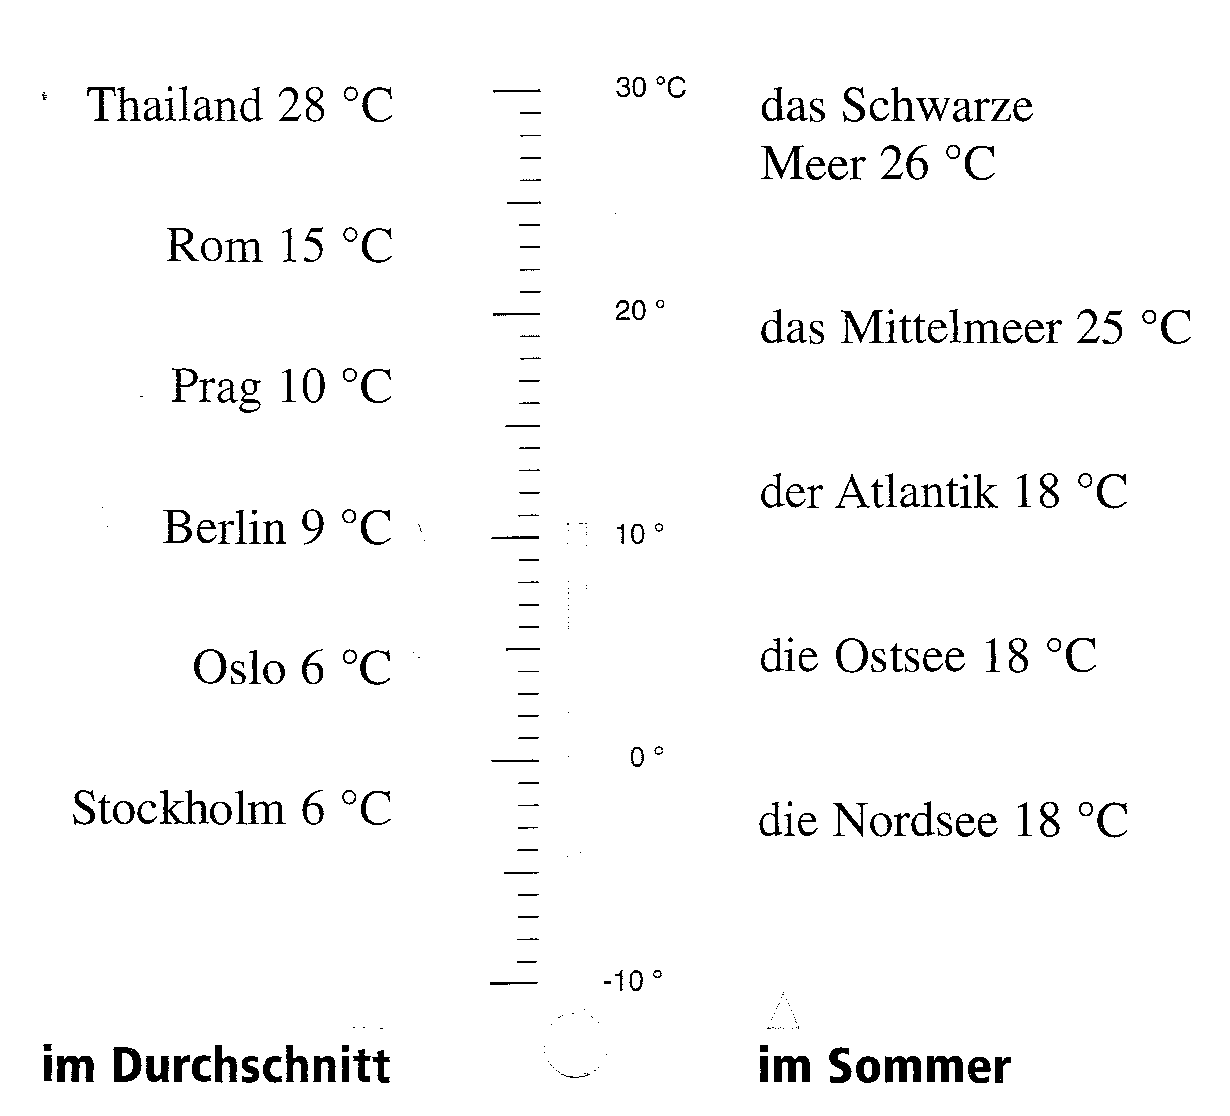 Thailand 28 °C
Rom 15 °C
Prag 10 °C
Berlin 9 °C
Oslo 6 °C
Stockholm 6 °C
im Durchschnitt
30 °C
20 °
10 °
0 °
-10 °
das Schwarze
Meer 26 °C
das Mittelmeer 25 °C
der Atlantik 18 °C
die Ostsee 18 °C
die Nordsee 18 °C
im Sommer